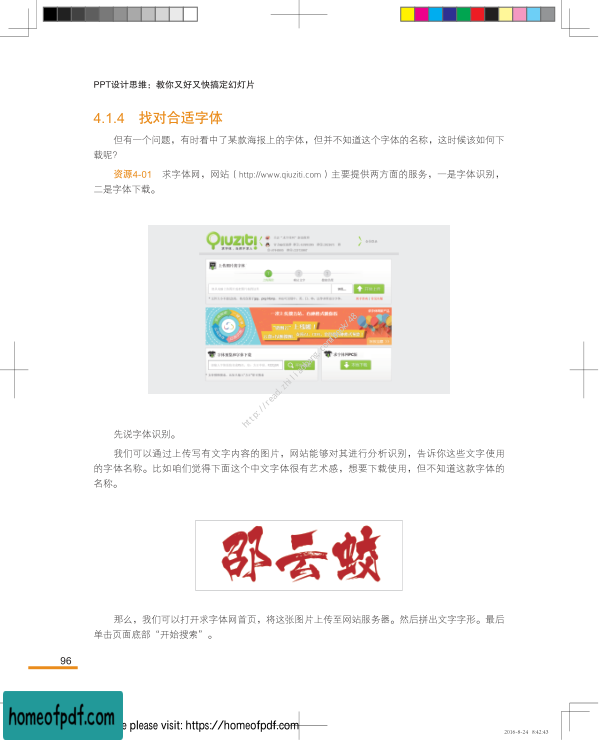 PPT设计思维：教你又好又快搞定幻灯片
4.1.4 找对合适字体
但有一个问题，有时看中了某款海报上的字体，但并不知道这个字体的名称，这时候该如何下
载呢？
资源4-01 求字体网，网站（http://www.qiuziti.com）主要提供两方面的服务，一是字体识别，
二是字体下载。
Qiuziti
先说字体识别。
我们可以通过上传写有文字内容的图片，网站能够对其进行分析识别，告诉你这些文字使用
的字体名称。比如咱们觉得下面这个中文字体很有艺术感，想要下载使用，但不知道这款字体的
名称。
邵云蛟
那么，我们可以打开求字体网首页，将这张图片上传至网站服务器。然后拼出文字字形。最后
单击页面底部“开始搜索”。
96
homeofpdf.com
e please visit: https://homeofpdf.com
2016-8-24 8:42:43